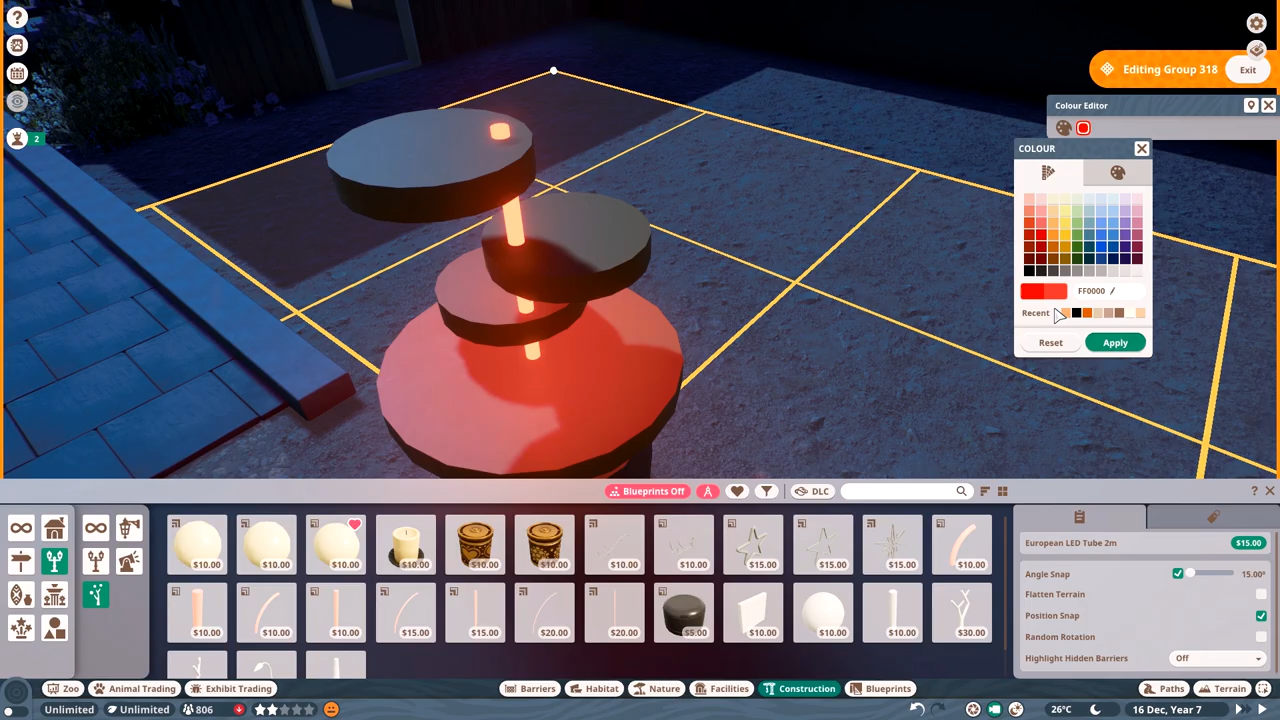 ?
Editing Group 318
Exit
Colour Editor
2
COLOUR
FF0000
Recent
Reset
Apply
Blueprints Off
DLC
?
$10.00 $10.00 $10.00 $10.00 $10.00 $10.00 $10.00 $10.00 $15.00 $15.00 $15.00 $10.00
$10.00 $10.00 $10.00 $15.00 $15.00 $20.00 $20.00 $5.00 $10.00 $10.00 $10.00 $30.00
European LED Tube 2m
$15.00
Angle Snap
15.00°
Flatten Terrain
Position Snap
Random Rotation
Highlight Hidden Barriers
Off
Zoo
Animal Trading
Exhibit Trading
Barriers
Habitat
Nature
Facilities
Construction
Blueprints
Paths
Terrain
Unlimited
Unlimited
806
26°C
16 Dec, Year 7